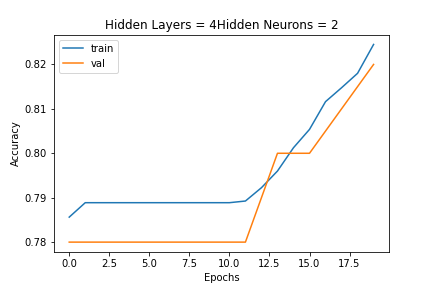 Hidden Layers = 4Hidden Neurons = 2
train
val
0.82
0.81
0.80
0.79
0.78
Accuracy
0.0 2.5 5.0 7.5 10.0 12.5 15.0 17.5
Epochs